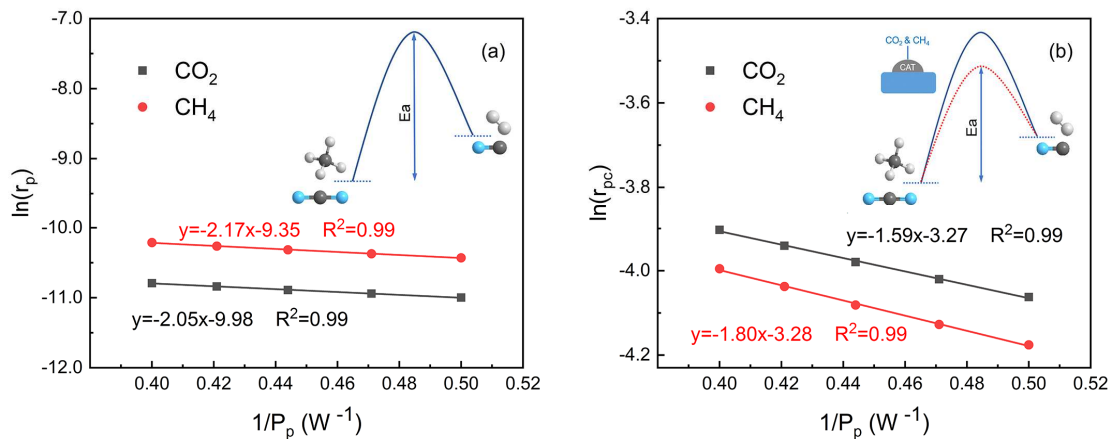 (a)
CO₂
CH₄
Ea
y=-2.17x-9.35 R²=0.99
y=-2.05x-9.98 R²=0.99
ln(rₚ)
-7.0
-8.0
-9.0
-10.0
-11.0
-12.0
0.40 0.42 0.44 0.46 0.48 0.50 0.52
1/Pₚ (W⁻¹)
(b)
CO₂
CH₄
CO₂ & CH₄
CAT
Ea
y=-1.59x-3.27 R²=0.99
y=-1.80x-3.28 R²=0.99
ln(r_pc)
-3.4
-3.6
-3.8
-4.0
-4.2
0.40 0.42 0.44 0.46 0.48 0.50 0.52
1/Pₚ (W⁻¹)